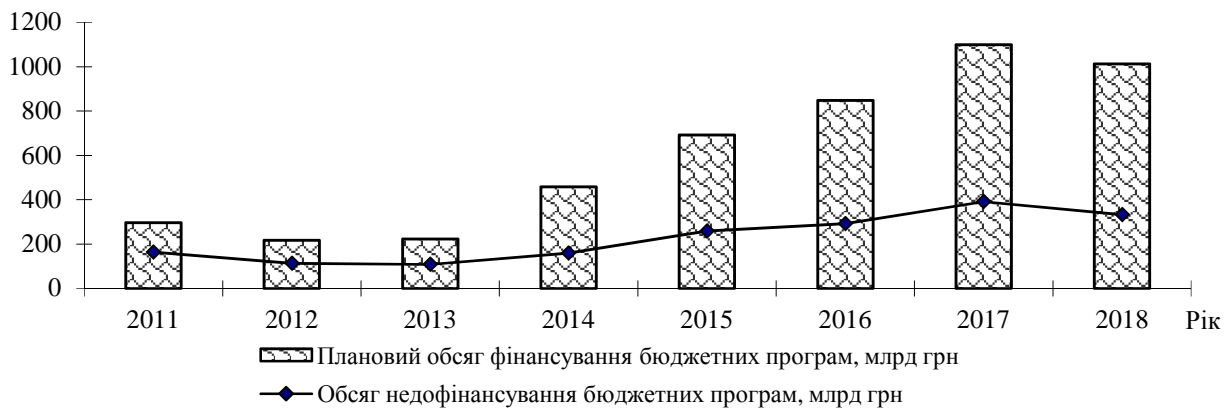 1200
1000
800
600
400
200
0
2011 2012 2013 2014 2015 2016 2017 2018 Рік
Плановий обсяг фінансування бюджетних програм, млрд грн
Обсяг недофінансування бюджетних програм, млрд грн